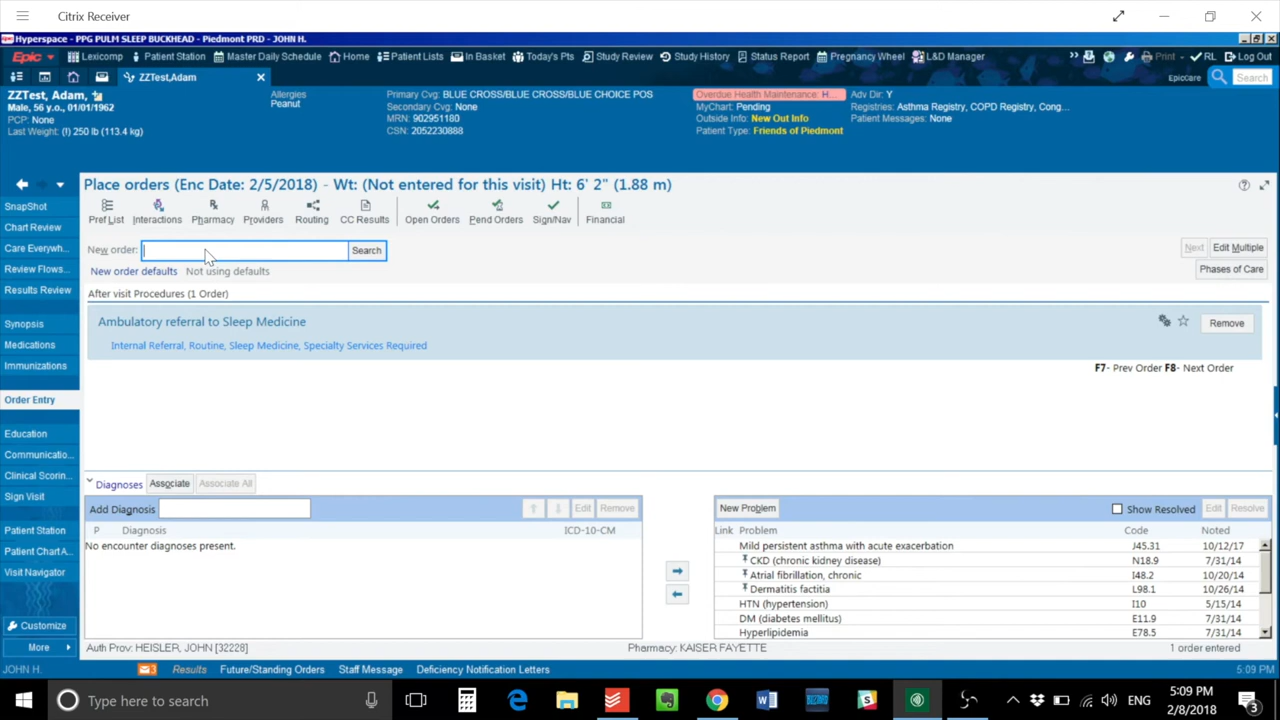 Citrix Receiver
Hyperspace - PPG PULM SLEEP BUCKHEAD - Piedmont PRD - JOHN H.
Epic Lexicomp Patient Station Master Daily Schedule Home Patient Lists In Basket Today's Pts Study Review Study History Status Report Pregnancy Wheel L&D Manager Print RL Log Out
ZZTest,Adam EpicCare Search
ZZTest, Adam, Allergies Primary Cvg: BLUE CROSS/BLUE CROSS/BLUE CHOICE POS Overdue Health Maintenance: H... Adv Dir: Y
Male, 56 y.o., 01/01/1962 Peanut Secondary Cvg: None MyChart: Pending Registries: Asthma Registry, COPD Registry, Cong...
PCP: None MRN: 902951180 Outside Info: New Out Info Patient Messages: None
Last Weight: (!) 250 lb (113.4 kg) CSN: 2052230888 Patient Type: Friends of Piedmont
Place orders (Enc Date: 2/5/2018) - Wt: (Not entered for this visit) Ht: 6' 2" (1.88 m)
SnapShot
Chart Review
Care Everywh...
Review Flows...
Results Review
Synopsis
Medications
Immunizations
Order Entry
Education
Communicatio...
Clinical Scorin...
Sign Visit
Patient Station
Patient Chart A...
Visit Navigator
Customize
More
Pref List Interactions Pharmacy Providers Routing CC Results Open Orders Pend Orders Sign/Nav Financial
New order: Search Next Edit Multiple
New order defaults Not using defaults Phases of Care
After visit Procedures (1 Order)
Ambulatory referral to Sleep Medicine Remove
Internal Referral, Routine, Sleep Medicine, Specialty Services Required
F7- Prev Order F8- Next Order
Diagnoses Associate Associate All
Add Diagnosis Edit Remove
P Diagnosis ICD-10-CM
No encounter diagnoses present.
New Problem Show Resolved Edit Resolve
Link Problem Code Noted
Mild persistent asthma with acute exacerbation J45.31 10/12/17
CKD (chronic kidney disease) N18.9 7/31/14
Atrial fibrillation, chronic I48.2 10/20/14
Dermatitis factitia L98.1 10/26/14
HTN (hypertension) I10 5/15/14
DM (diabetes mellitus) E11.9 7/31/14
Hyperlipidemia E78.5 7/31/14
Auth Prov: HEISLER, JOHN [32228] Pharmacy: KAISER FAYETTE 1 order entered
JOHN H. 3 Results Future/Standing Orders Staff Message Deficiency Notification Letters 5:09 PM
Type here to search ENG 5:09 PM
2/8/2018 3